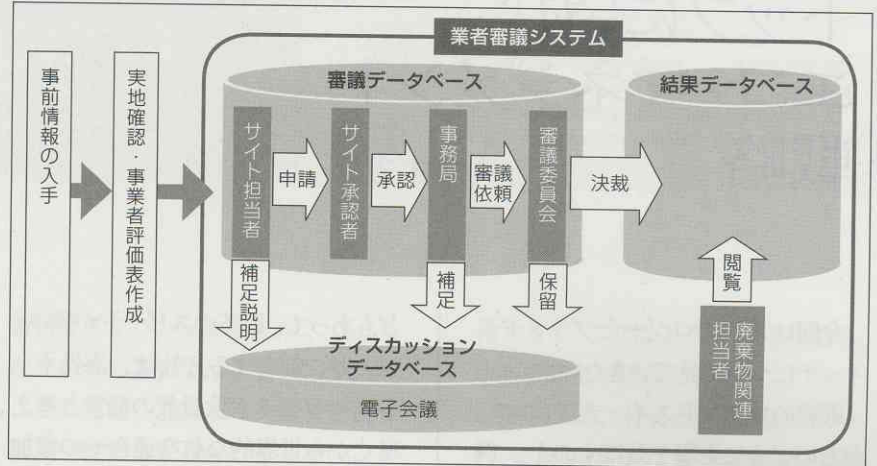 業者審議システム
事前情報の入手
実地確認・事業者評価表作成
審議データベース
サイト担当者
申請
サイト承認者
承認
事務局
審議
依頼
審議委員会
決裁
結果データベース
補足説明
補足
保留
閲覧
廃棄物関連
担当者
ディスカッション
データベース
電子会議